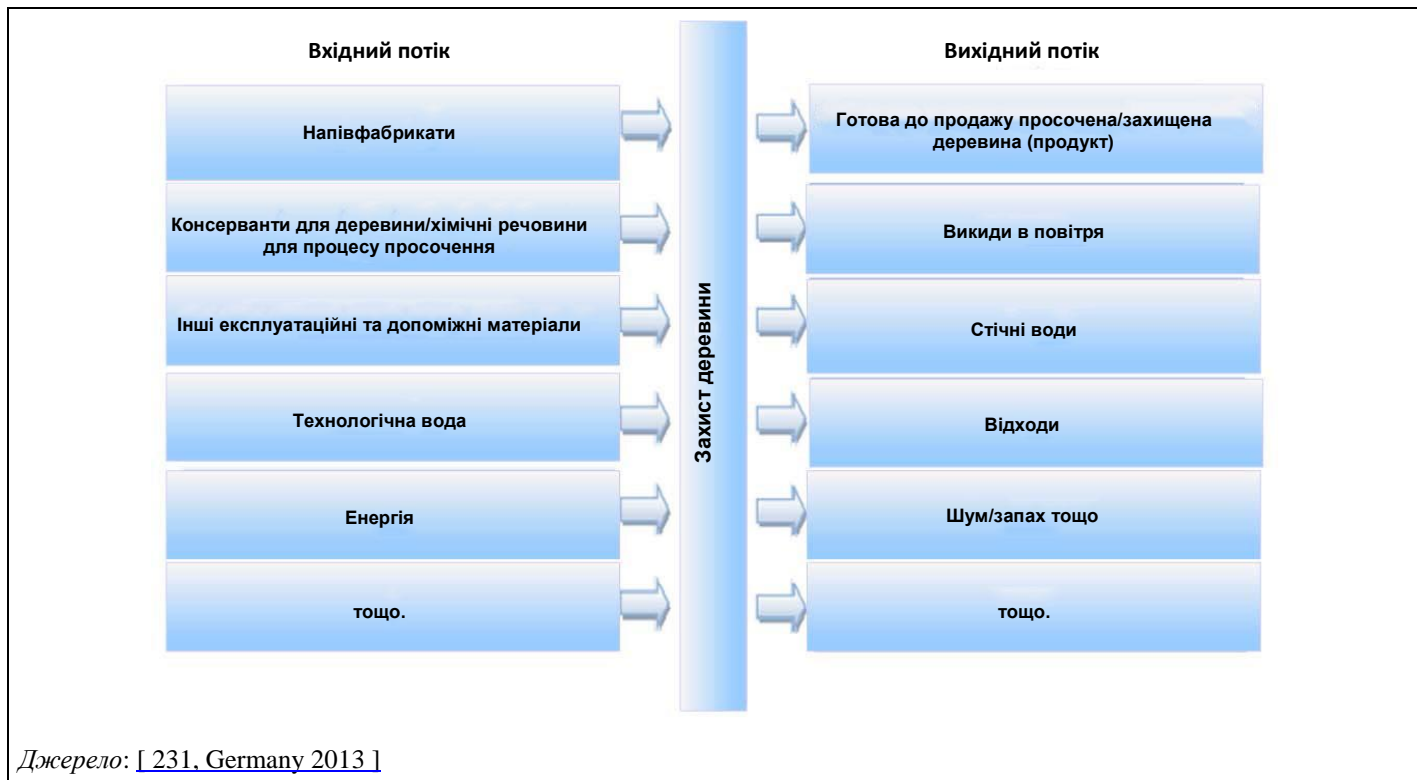 Вхідний потік
Вихідний потік
Напівфабрикати
Готова до продажу просочена/захищена
деревина (продукт)
Консерванти для деревини/хімічні речовини
для процесу просочення
Викиди в повітря
Інші експлуатаційні та допоміжні матеріали
Стічні води
Захист деревини
Технологічна вода
Відходи
Енергія
Шум/запах тощо
тощо.
тощо.
Джерело: [ 231, Germany 2013 ]